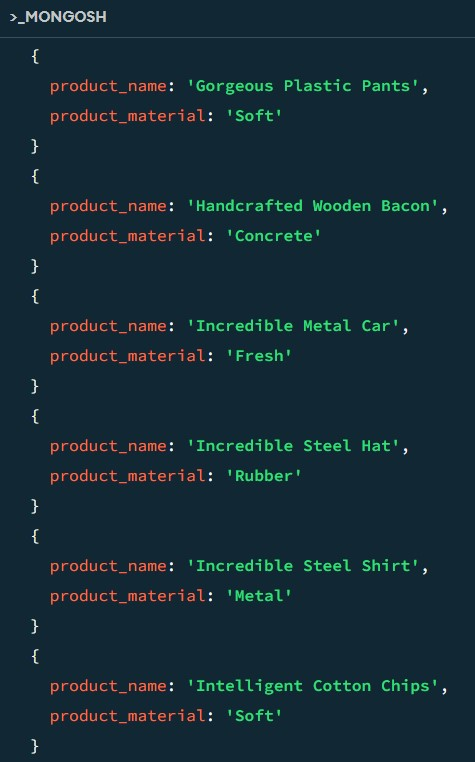 >_MONGOSH
{
product_name: 'Gorgeous Plastic Pants',
product_material: 'Soft'
}
{
product_name: 'Handcrafted Wooden Bacon',
product_material: 'Concrete'
}
{
product_name: 'Incredible Metal Car',
product_material: 'Fresh'
}
{
product_name: 'Incredible Steel Hat',
product_material: 'Rubber'
}
{
product_name: 'Incredible Steel Shirt',
product_material: 'Metal'
}
{
product_name: 'Intelligent Cotton Chips',
product_material: 'Soft'
}